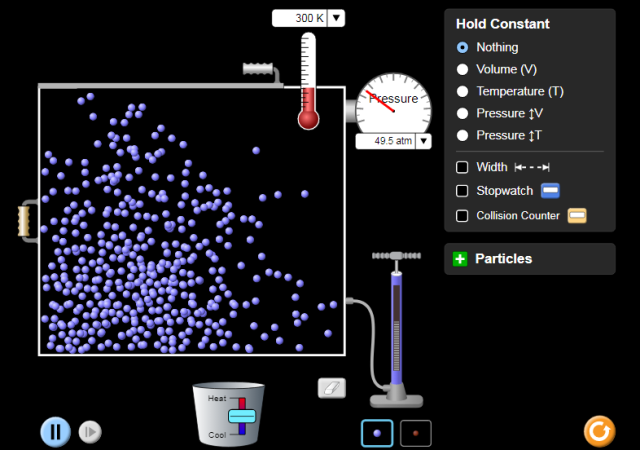 300 K
Pressure
49.5 atm
Hold Constant
Nothing
Volume (V)
Temperature (T)
Pressure ↕V
Pressure ↕T
Width
Stopwatch
Collision Counter
Particles
Heat
Cool